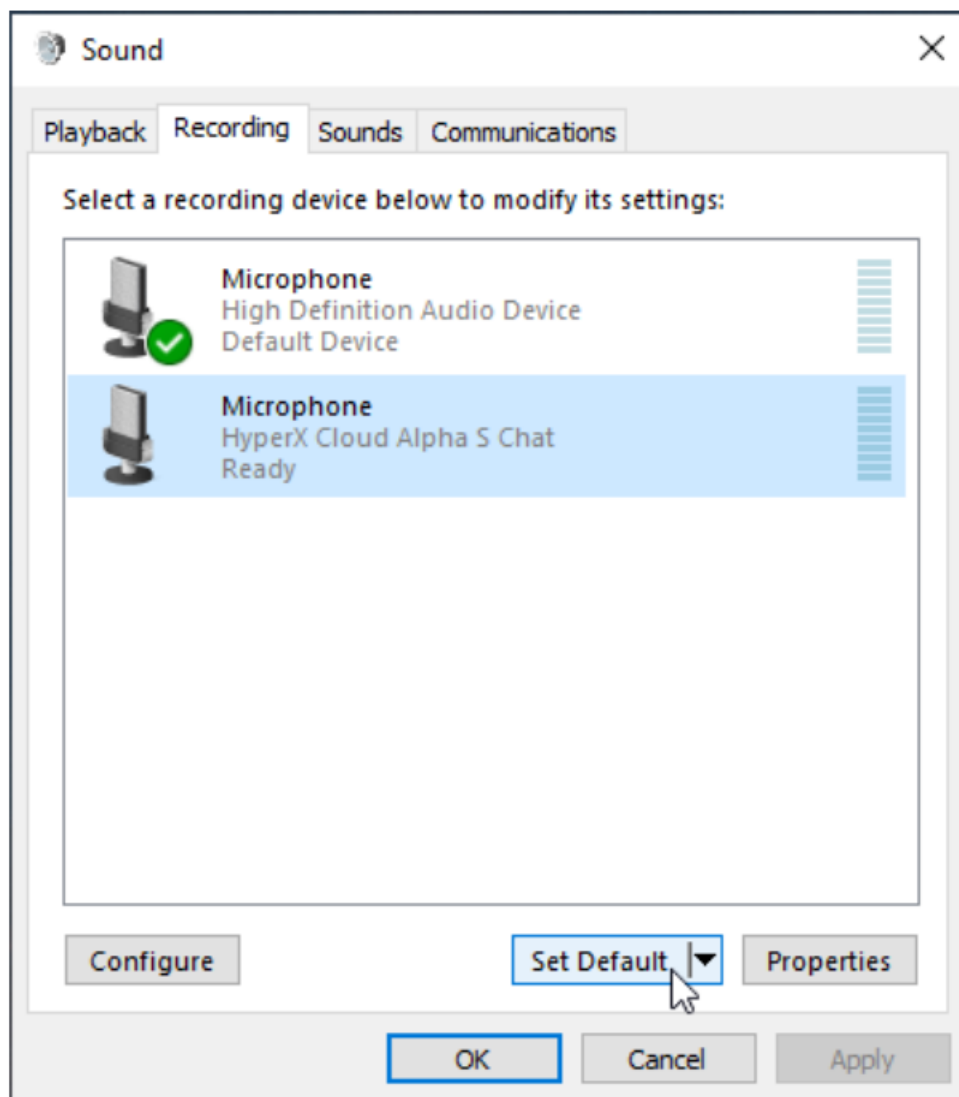 Sound
Playback Recording Sounds Communications
Select a recording device below to modify its settings:
Microphone
High Definition Audio Device
Default Device
Microphone
HyperX Cloud Alpha S Chat
Ready
Configure Set Default Properties
OK Cancel Apply